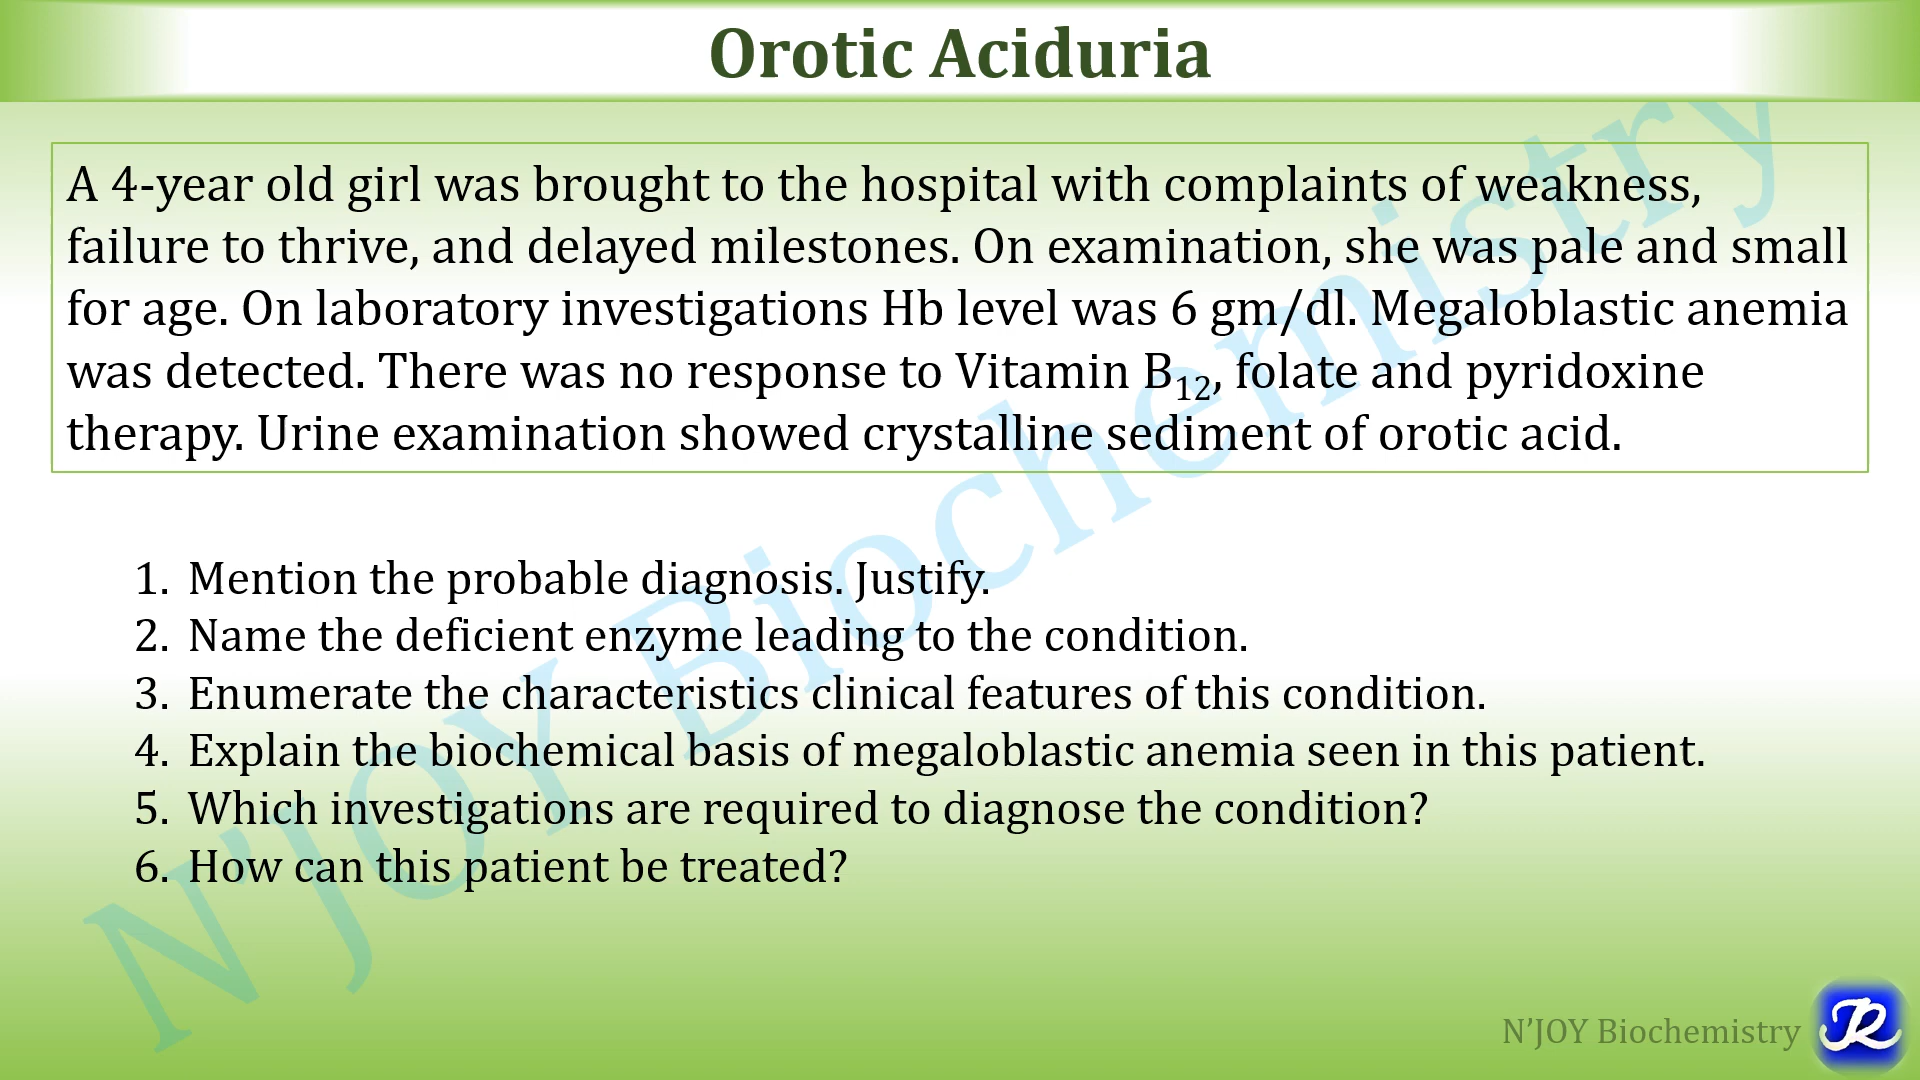 Orotic Aciduria
A 4-year old girl was brought to the hospital with complaints of weakness,
failure to thrive, and delayed milestones. On examination, she was pale and small
for age. On laboratory investigations Hb level was 6 gm/dl. Megaloblastic anemia
was detected. There was no response to Vitamin B₁₂, folate and pyridoxine
therapy. Urine examination showed crystalline sediment of orotic acid.
1. Mention the probable diagnosis. Justify.
2. Name the deficient enzyme leading to the condition.
3. Enumerate the characteristics clinical features of this condition.
4. Explain the biochemical basis of megaloblastic anemia seen in this patient.
5. Which investigations are required to diagnose the condition?
6. How can this patient be treated?
N'JOY Biochemistry
N’JOY Biochemistry
JR